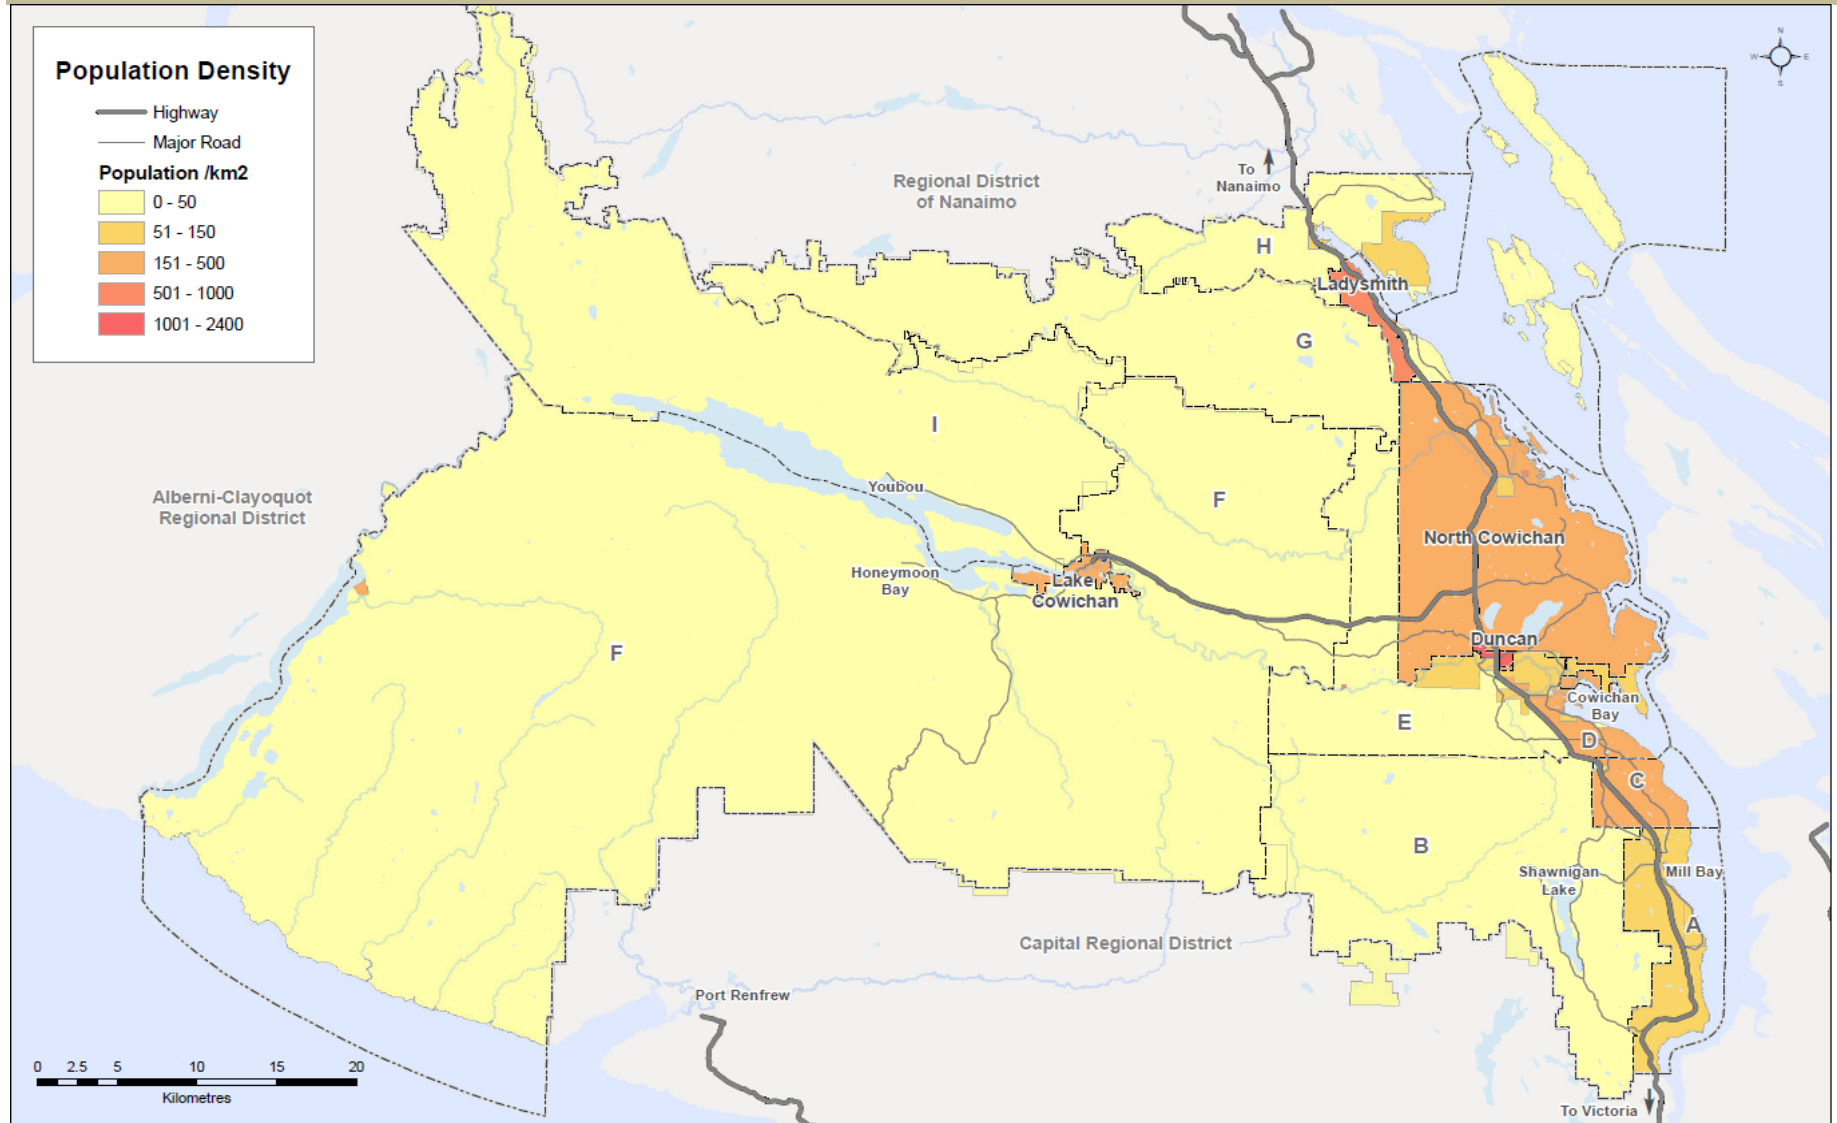 Population Density
Highway
Major Road
Population /km2
0 - 50
51 - 150
151 - 500
501 - 1000
1001 - 2400
N
W
E
S
To
Nanaimo
Regional District
of Nanaimo
H
Ladysmith
G
I
Alberni-Clayoquot
Regional District
Youbou
F
North Cowichan
Honeymoon
Bay
Lake
Cowichan
Duncan
F
Cowichan
Bay
E
D
C
B
Shawnigan
Lake
Mill Bay
A
Capital Regional District
Port Renfrew
0 2.5 5 10 15 20
Kilometres
To Victoria